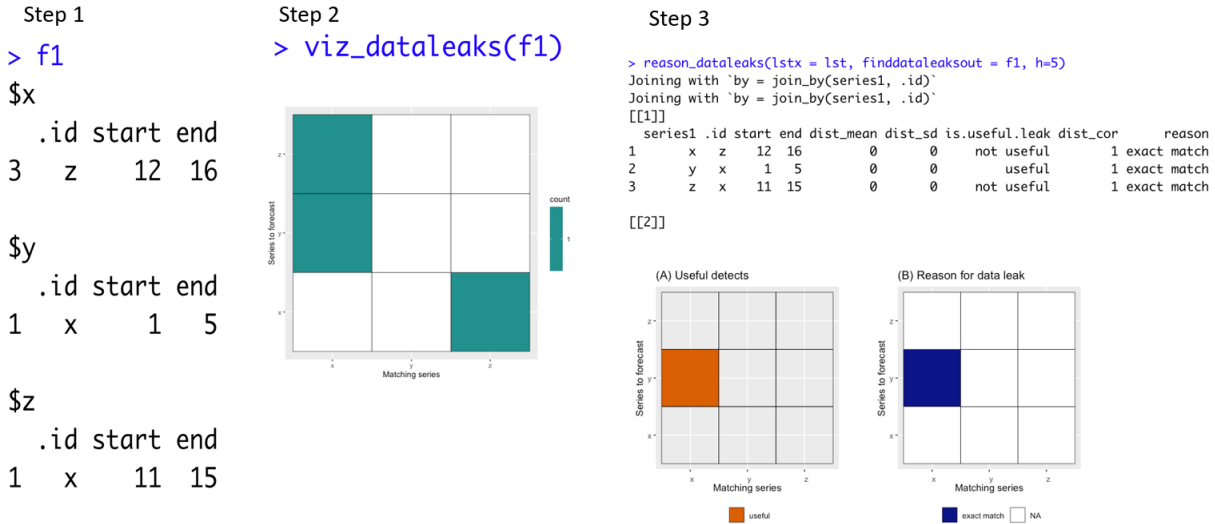 Step 1
> f1
$x
.id start end
3 z 12 16
$y
.id start end
1 x 1 5
$z
.id start end
1 x 11 15
Step 2
> viz_dataleaks(f1)
Series to forecast
z
y
x
x y z
Matching series
count
1
Step 3
> reason_dataleaks(lstx = lst, finddataleaksout = f1, h=5)
Joining with `by = join_by(series1, .id)`
Joining with `by = join_by(series1, .id)`
[[1]]
series1 .id start end dist_mean dist_sd is.useful.leak dist_cor reason
1 x z 12 16 0 0 not useful 1 exact match
2 y x 1 5 0 0 useful 1 exact match
3 z x 11 15 0 0 not useful 1 exact match
[[2]]
(A) Useful detects
Series to forecast
z
y
x
x y z
Matching series
useful
(B) Reason for data leak
Series to forecast
z
y
x
x y z
Matching series
exact match NA